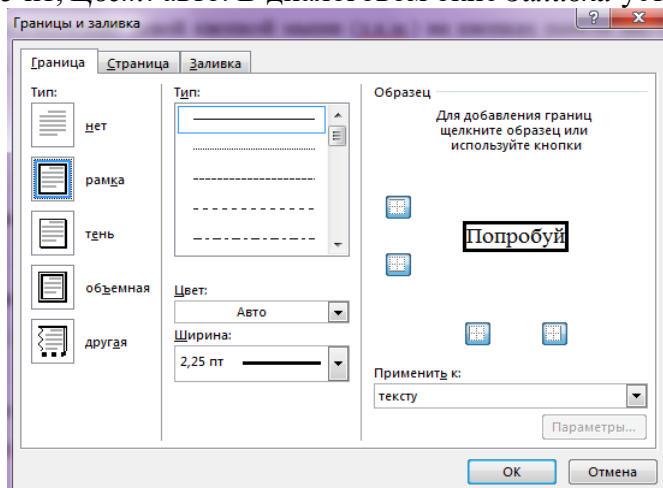 Границы и заливка
Граница
Страница
Заливка
Тип:
нет
рамка
тень
объемная
другая
Тип:
Цвет:
Авто
Ширина:
2,25 пт
Образец
Для добавления границ
щелкните образец или
используйте кнопки
Попробуй
Применить к:
тексту
Параметры...
ОК
Отмена